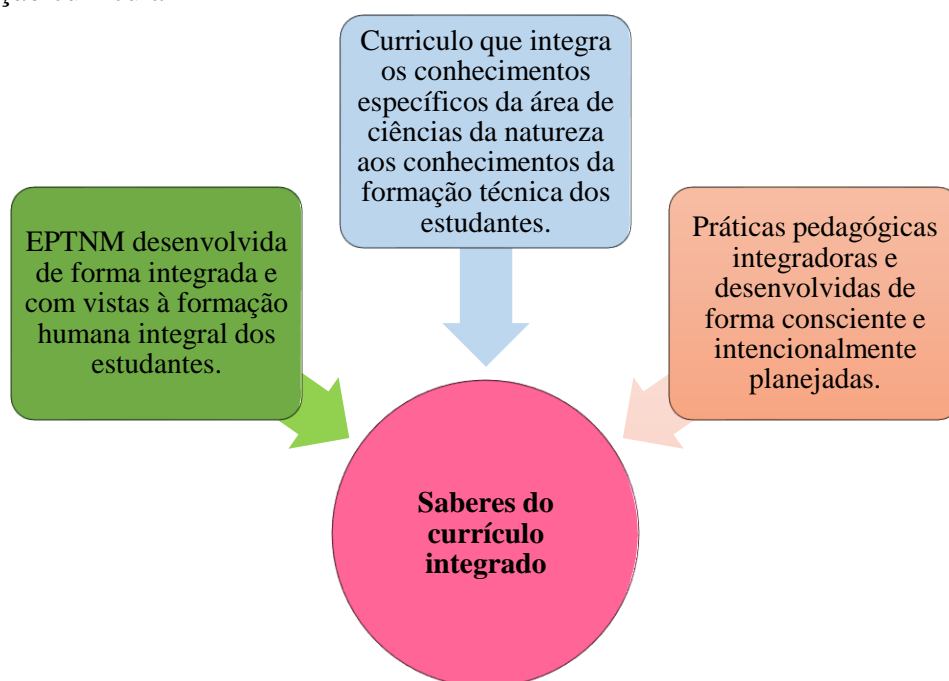 Curriculo que integra
os conhecimentos
específicos da área de
ciências da natureza
aos conhecimentos da
formação técnica dos
estudantes.
EPTNM desenvolvida
de forma integrada e
com vistas à formação
humana integral dos
estudantes.
Práticas pedagógicas
integradoras e
desenvolvidas de
forma consciente e
intencionalmente
planejadas.
Saberes do
currículo
integrado